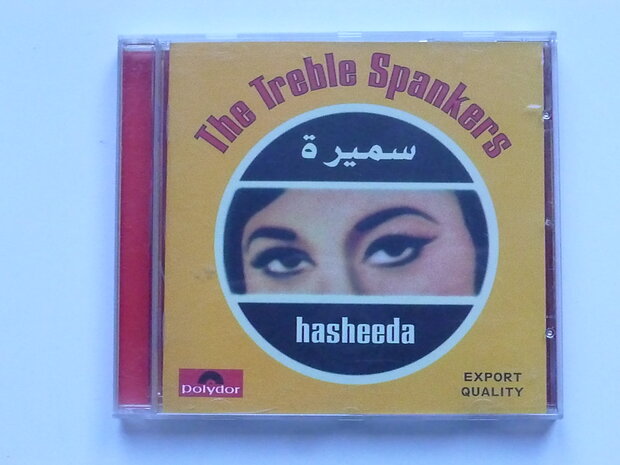 The Treble Spankers
سميرة
hasheeda
polydor
EXPORT
QUALITY